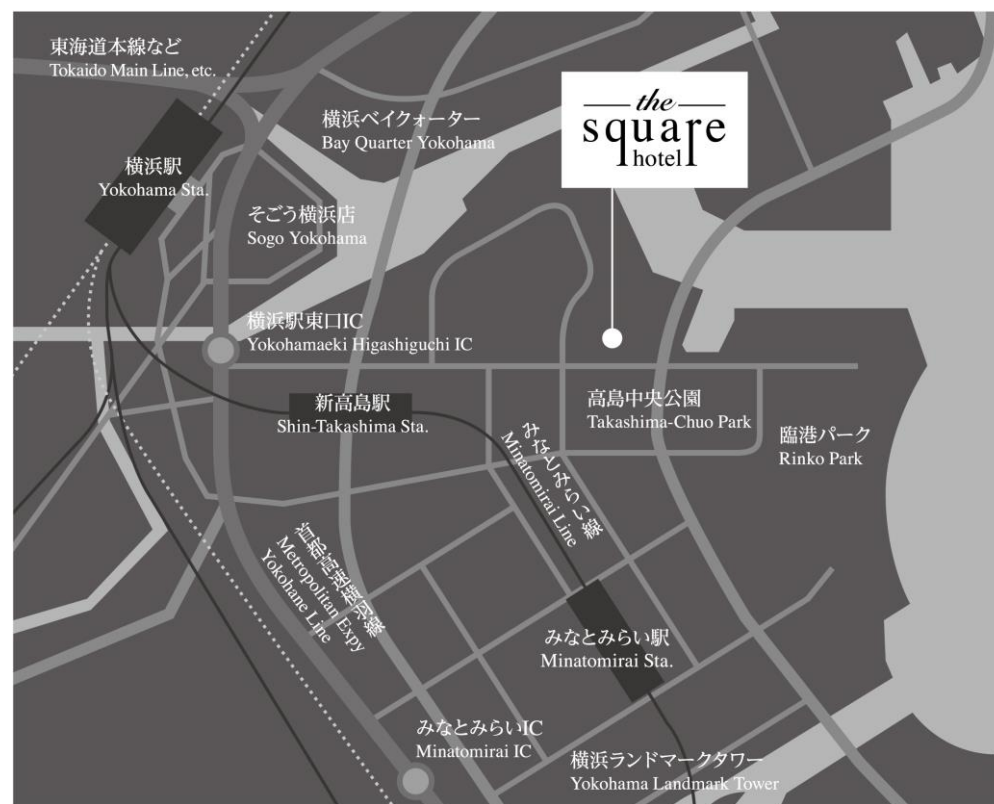 東海道本線など
Tokaido Main Line, etc.
横浜駅
Yokohama Sta.
横浜ベイクォーター
Bay Quarter Yokohama
the
square
hotel
そごう横浜店
Sogo Yokohama
横浜駅東口IC
Yokohamaeki Higashiguchi IC
新高島駅
Shin-Takashima Sta.
高島中央公園
Takashima-Chuo Park
臨港パーク
Rinko Park
みなとみらい線
Minatomirai Line
首都高速横羽線
Metropolitan Expy
Yokohane Line
みなとみらい駅
Minatomirai Sta.
みなとみらいIC
Minatomirai IC
横浜ランドマークタワー
Yokohama Landmark Tower